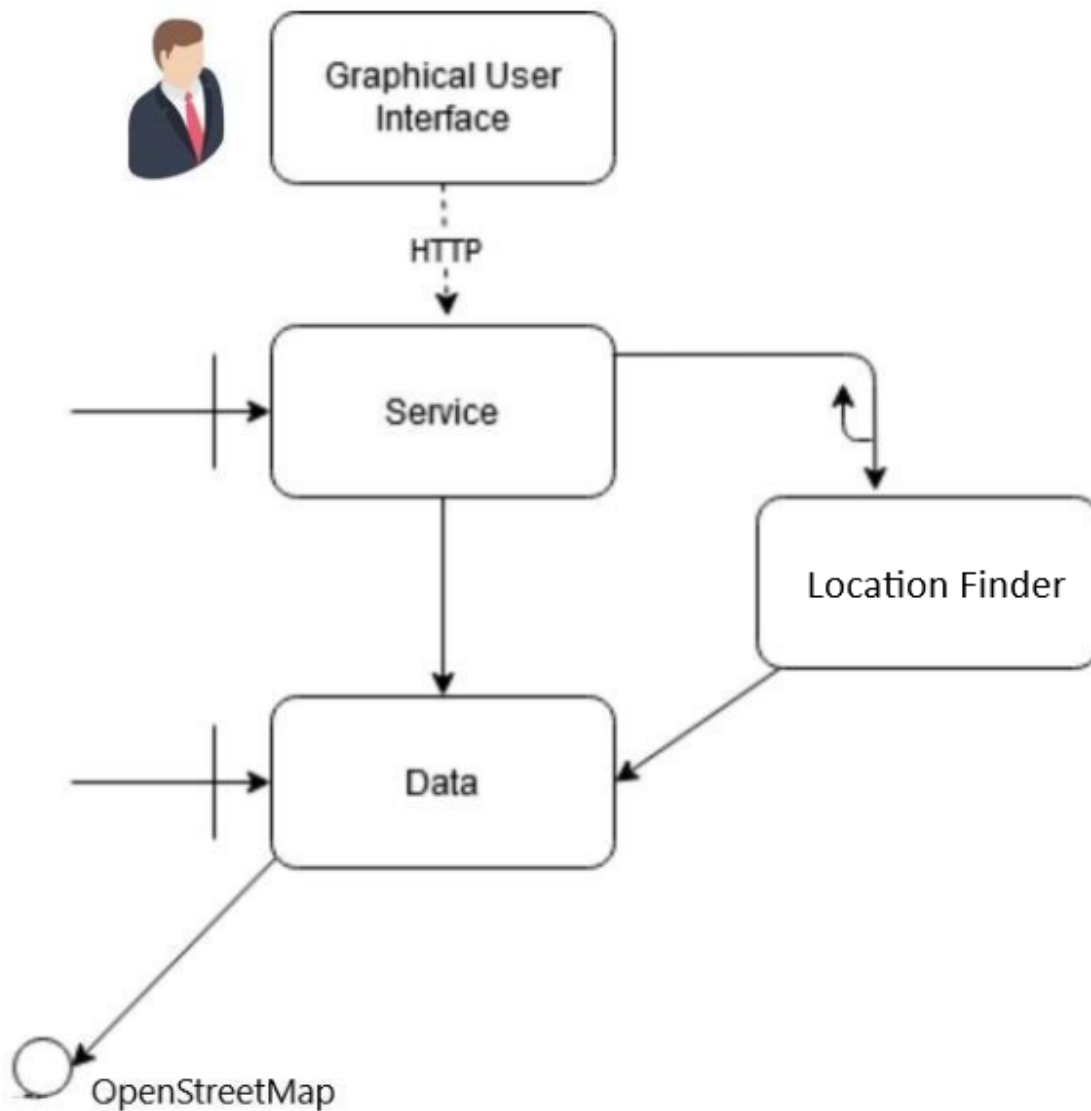 Graphical User
Interface
HTTP
Service
Location Finder
Data
OpenStreetMap